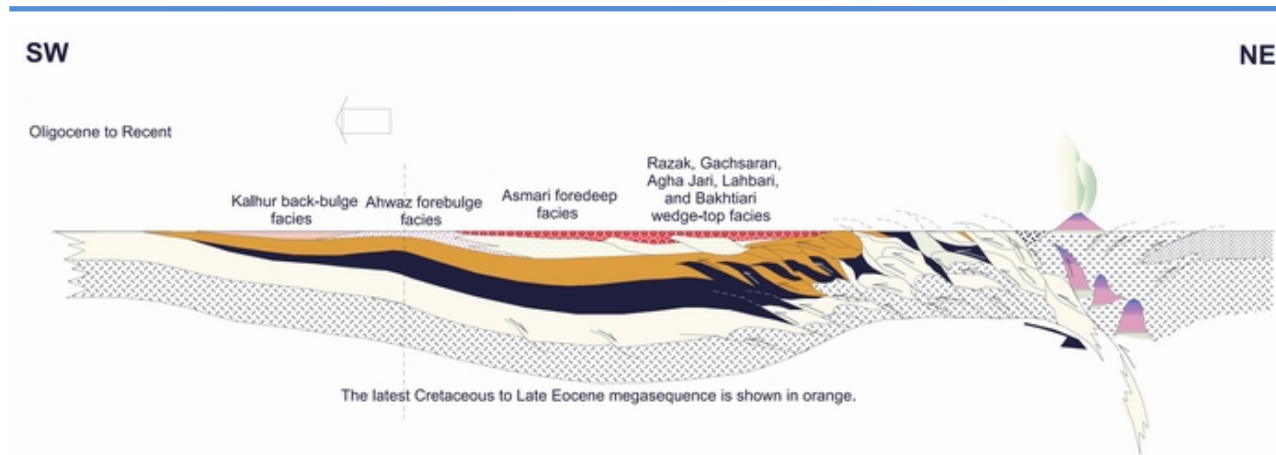 SW
NE
Oligocene to Recent
Kalhur back-bulge
facies
Ahwaz forebulge
facies
Asmari foredeep
facies
Razak, Gachsaran,
Agha Jari, Lahbari,
and Bakhtiari
wedge-top facies
The latest Cretaceous to Late Eocene megasequence is shown in orange.